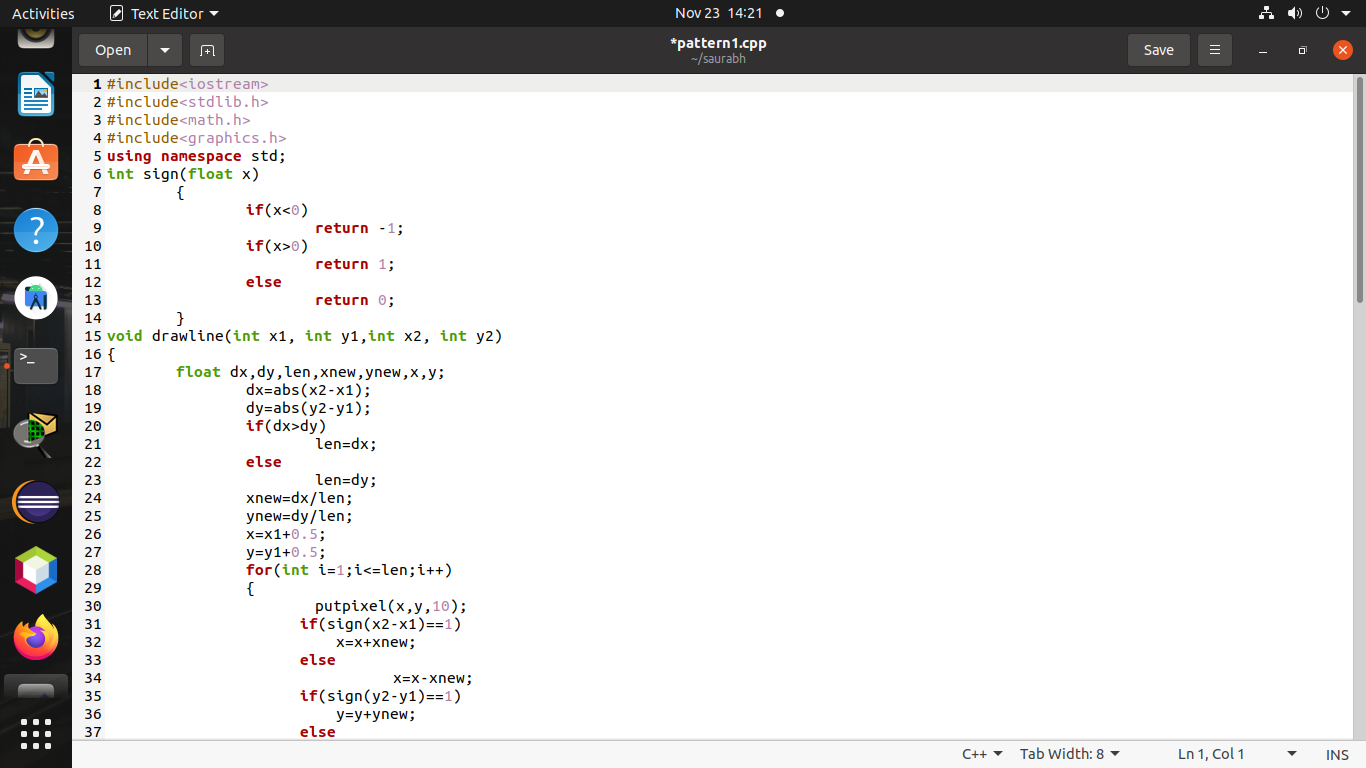 Activities Text Editor Nov 23 14:21
Open *pattern1.cpp Save
~/saurabh
1 #include<iostream>
2 #include<stdlib.h>
3 #include<math.h>
4 #include<graphics.h>
5 using namespace std;
6 int sign(float x)
7 {
8 if(x<0)
9 return -1;
10 if(x>0)
11 return 1;
12 else
13 return 0;
14 }
15 void drawline(int x1, int y1,int x2, int y2)
16 {
17 float dx,dy,len,xnew,ynew,x,y;
18 dx=abs(x2-x1);
19 dy=abs(y2-y1);
20 if(dx>dy)
21 len=dx;
22 else
23 len=dy;
24 xnew=dx/len;
25 ynew=dy/len;
26 x=x1+0.5;
27 y=y1+0.5;
28 for(int i=1;i<=len;i++)
29 {
30 putpixel(x,y,10);
31 if(sign(x2-x1)==1)
32 x=x+xnew;
33 else
34 x=x-xnew;
35 if(sign(y2-y1)==1)
36 y=y+ynew;
37 else
C++ Tab Width: 8 Ln 1, Col 1 INS